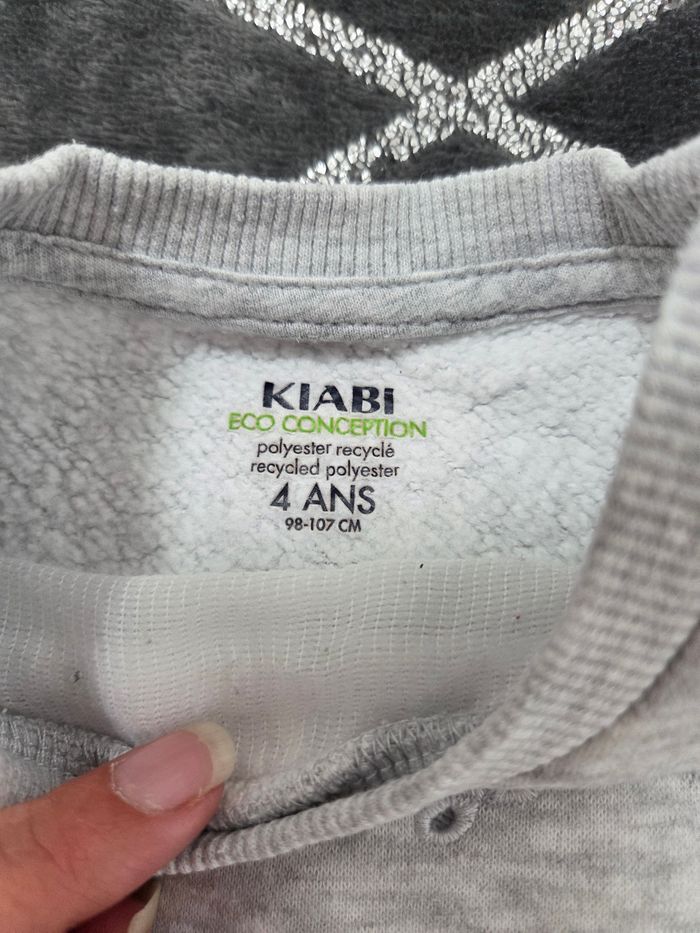 KIABI
ECO CONCEPTION
polyester recyclé
recycled polyester
4 ANS
98-107 CM